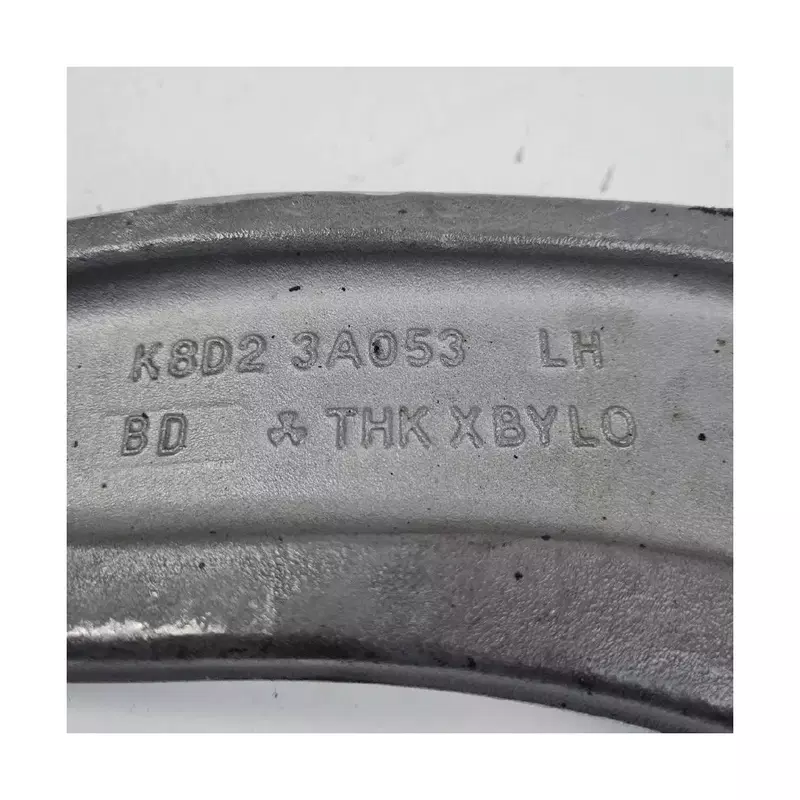 K8D2 3A053 LH
BD THK XBYLO